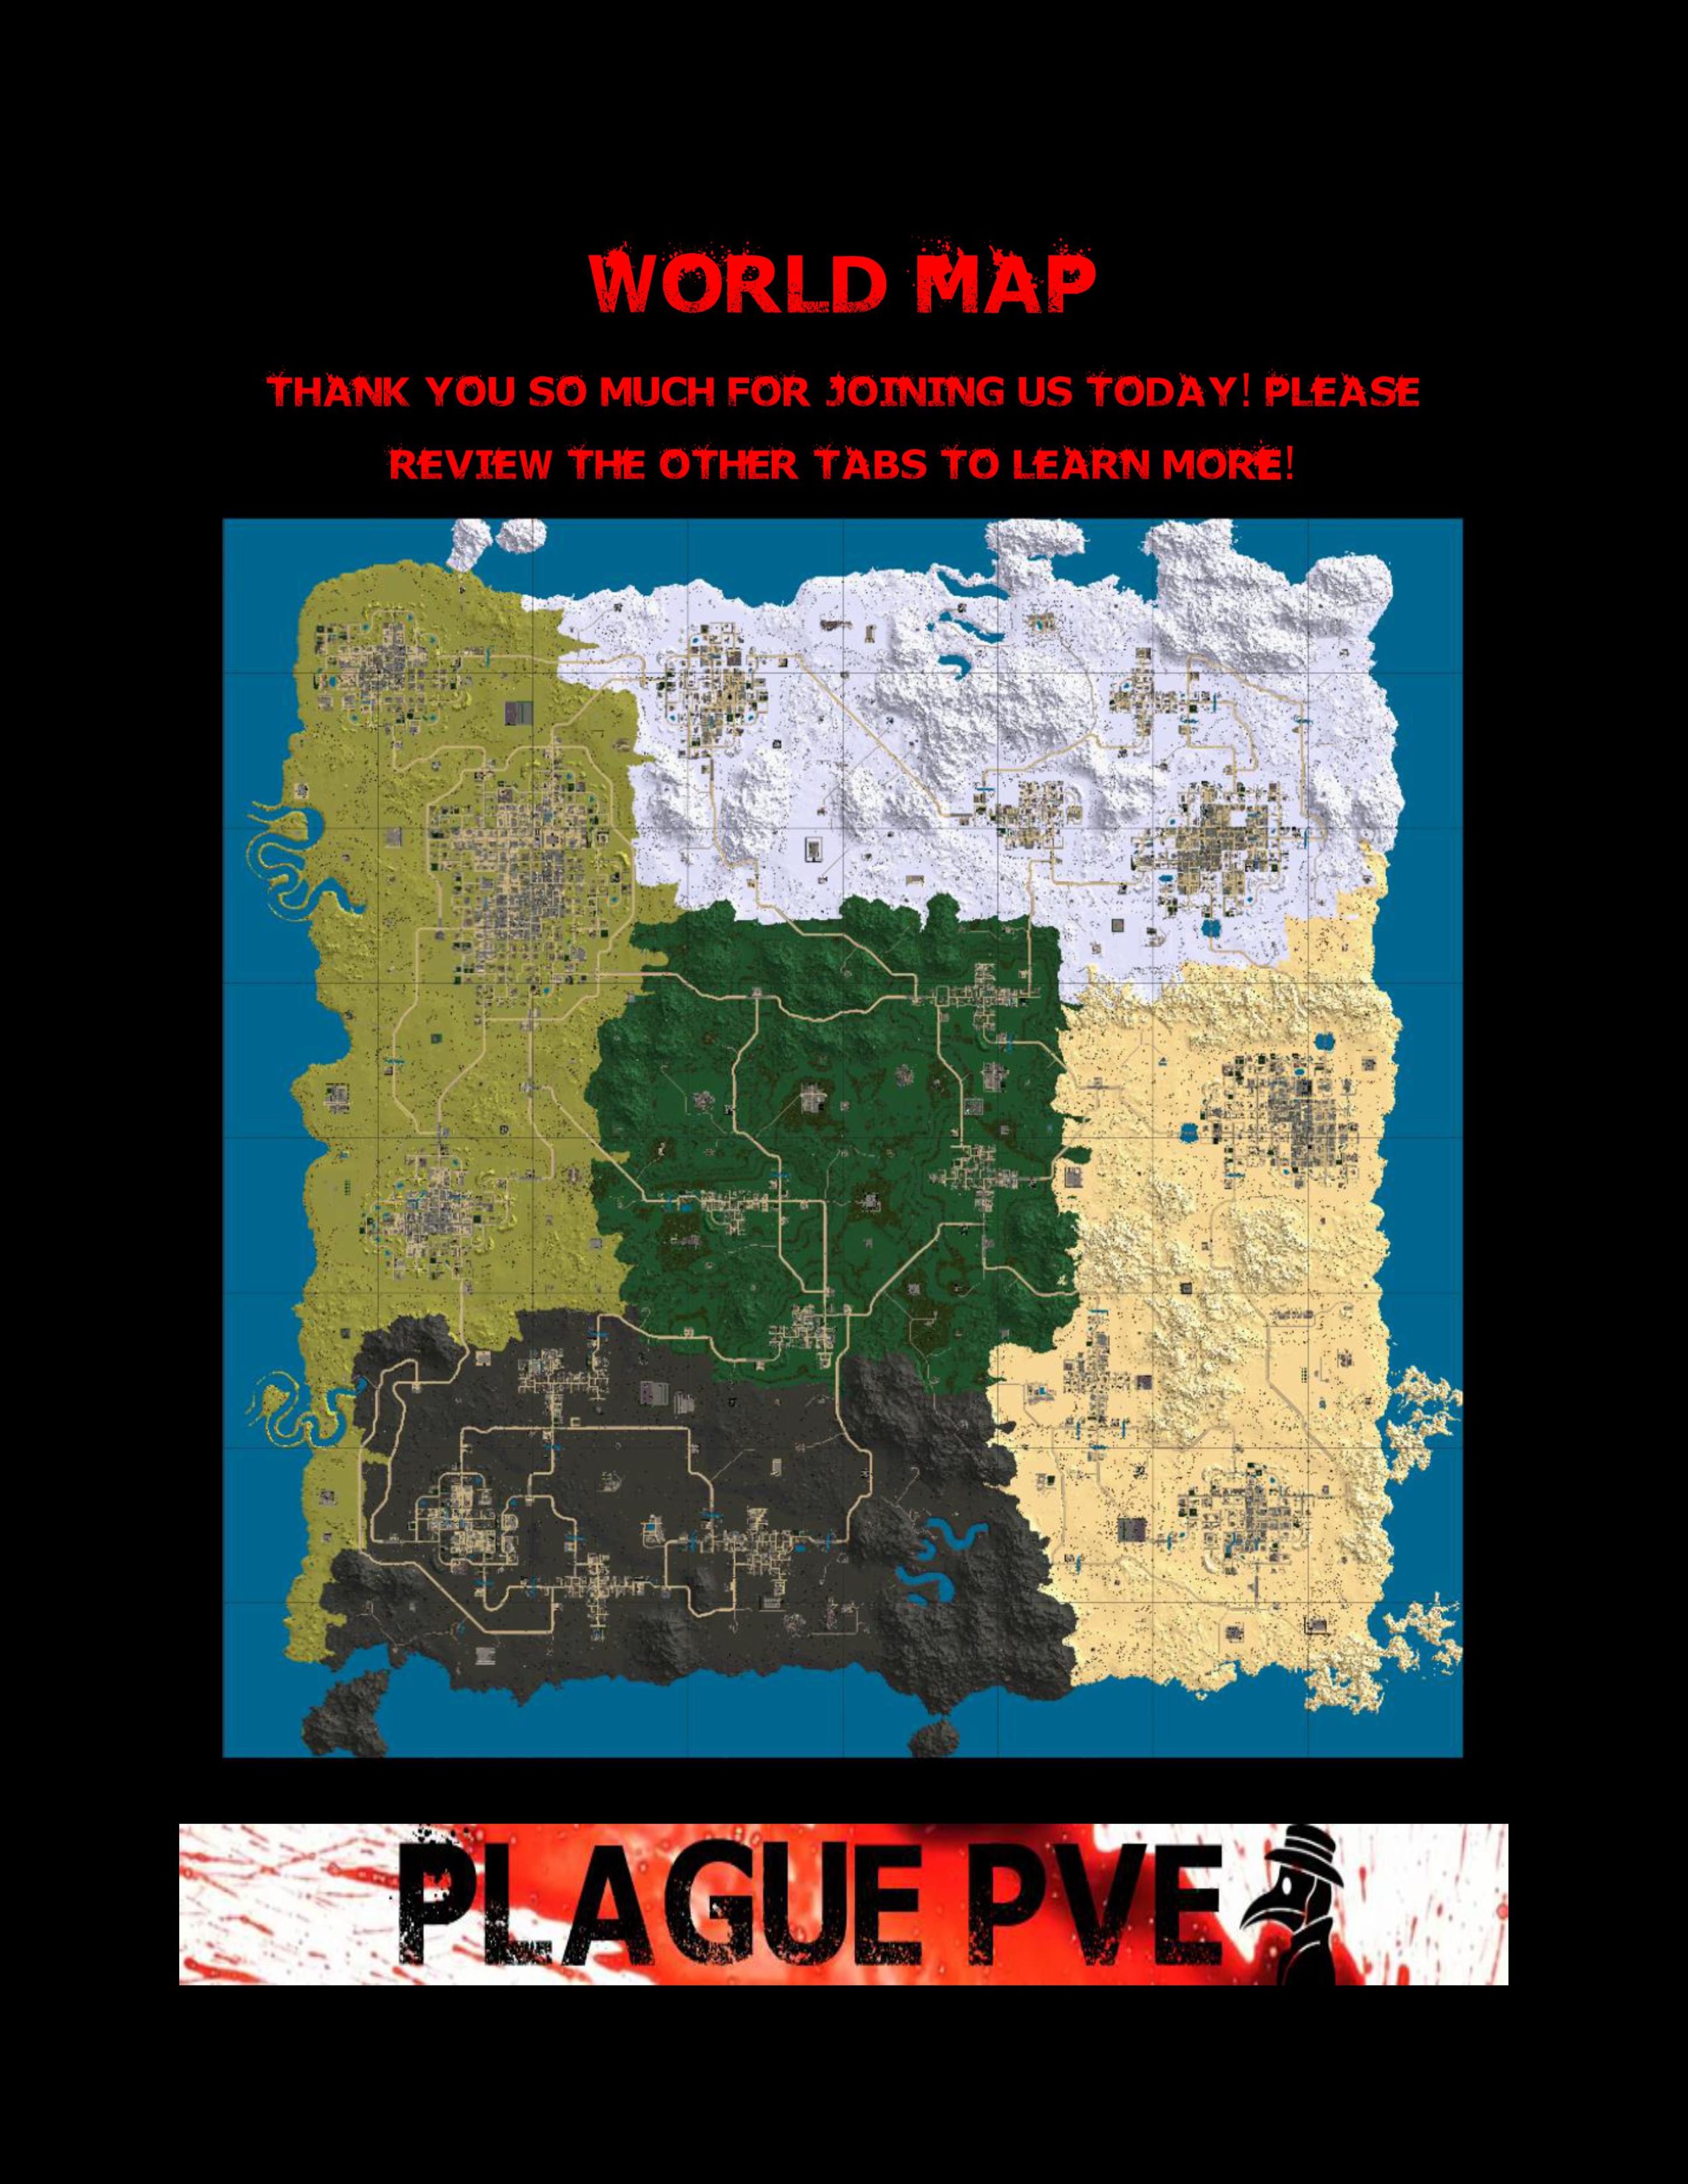 WORLD MAP
THANK YOU SO MUCH FOR JOINING US TODAY! PLEASE
REVIEW THE OTHER TABS TO LEARN MORE!
PLAGUE PVE